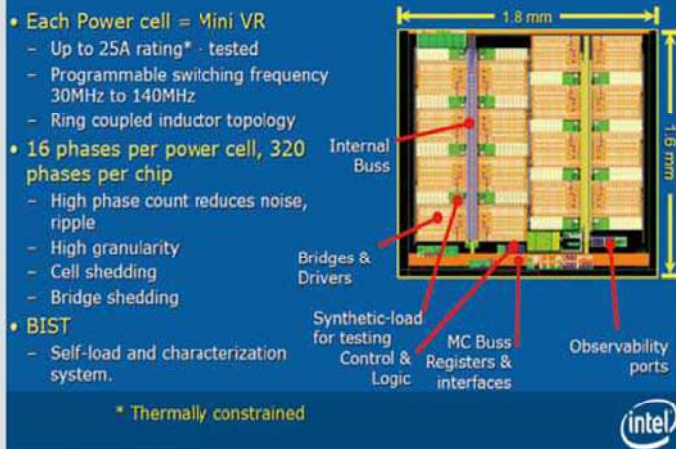 • Each Power cell = Mini VR
– Up to 25A rating* - tested
– Programmable switching frequency
30MHz to 140MHz
– Ring coupled inductor topology
• 16 phases per power cell, 320
phases per chip
– High phase count reduces noise,
ripple
– High granularity
– Cell shedding
– Bridge shedding
• BIST
– Self-load and characterization
system.
* Thermally constrained
1.8 mm
1.6 mm
Internal
Buss
Bridges &
Drivers
Synthetic-load
for testing
Control &
Logic
MC Buss
Registers &
interfaces
Observability
ports
intel